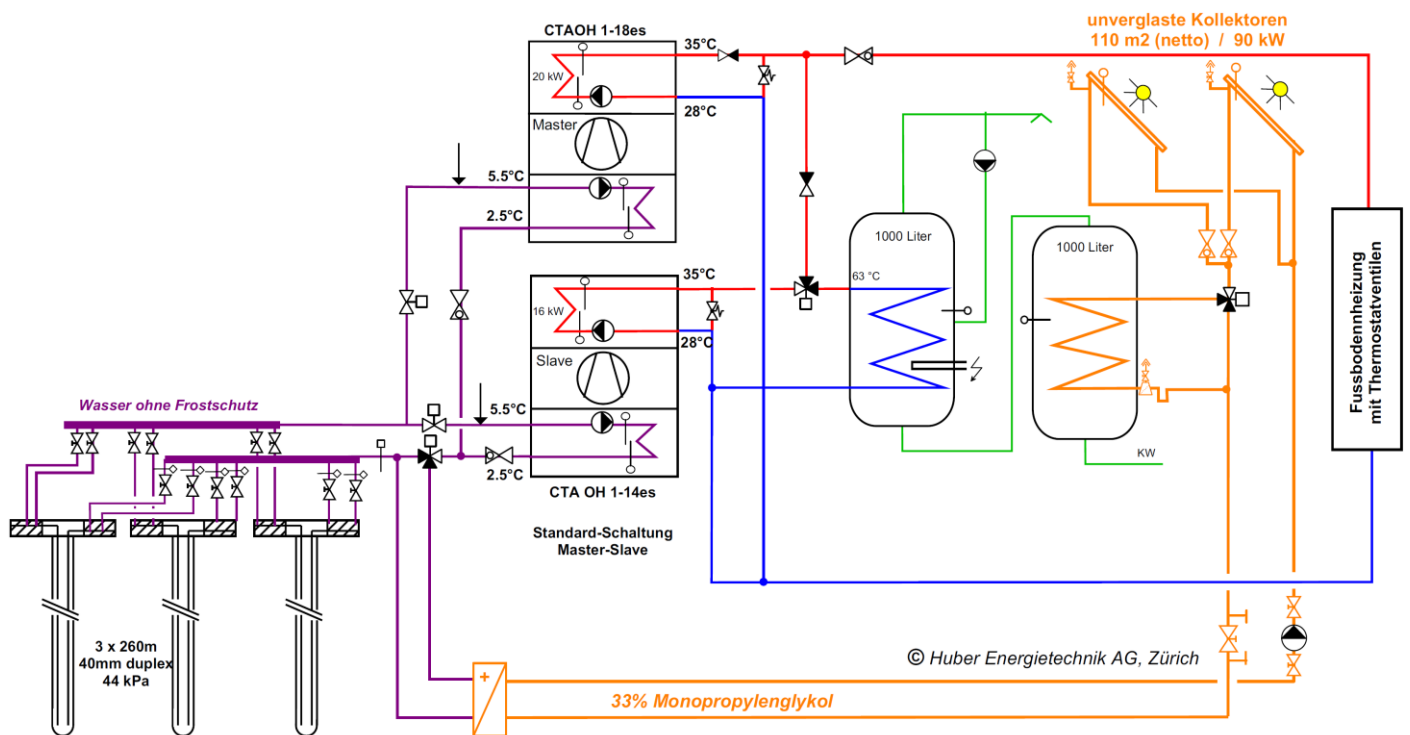 CTAOH 1-18es
unverglaste Kollektoren
110 m2 (netto) / 90 kW
35°C
20 kW
28°C
Master
5.5°C
2.5°C
1000 Liter
1000 Liter
35°C
63 °C
16 kW
28°C
Slave
Wasser ohne Frostschutz
5.5°C
2.5°C
KW
CTA OH 1-14es
Fussbodennheizung
mit Thermostatventilen
Standard-Schaltung
Master-Slave
3 x 260m
40mm duplex
44 kPa
© Huber Energietechnik AG, Zürich
+
-
33% Monopropylenglykol